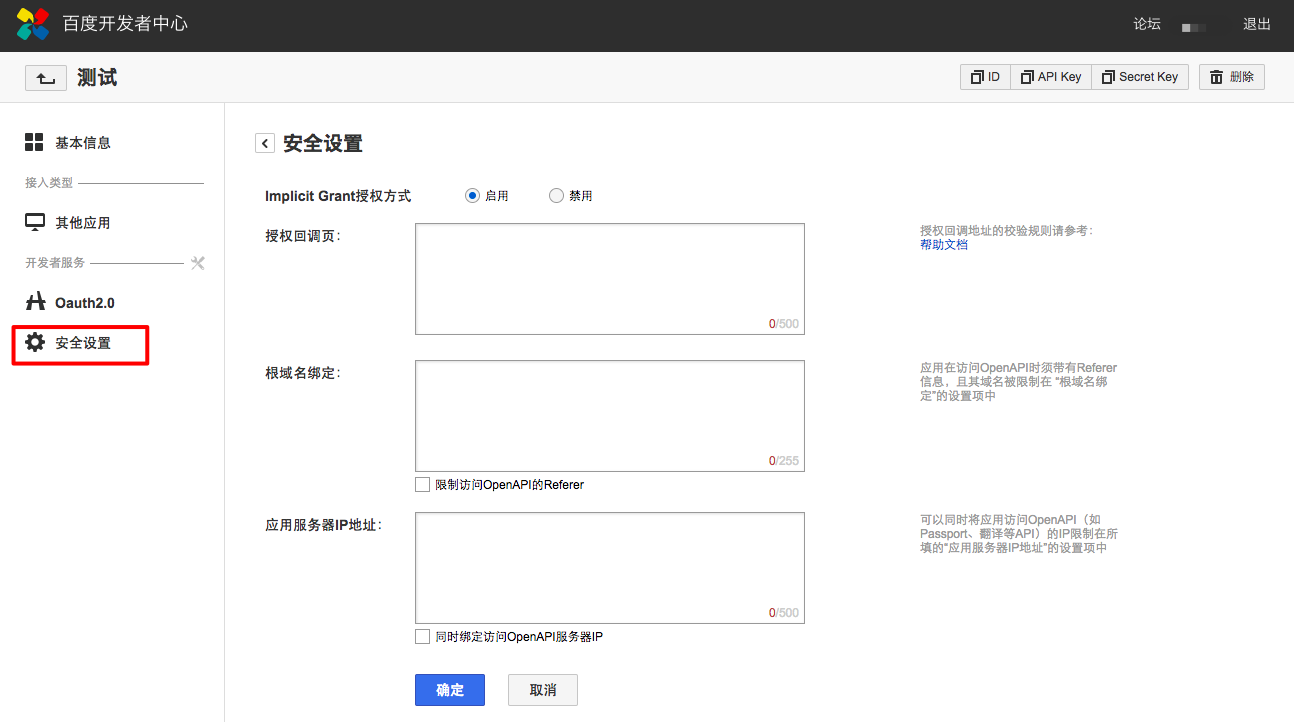 百度开发者中心
论坛
退出
测试
ID
API Key
Secret Key
删除
基本信息
接入类型
其他应用
开发者服务
Oauth2.0
安全设置
安全设置
Implicit Grant授权方式
启用
禁用
授权回调页：
0/500
授权回调地址的校验规则请参考：
帮助文档
根域名绑定：
0/255
限制访问OpenAPI的Referer
应用在访问OpenAPI时须带有Referer
信息，且其域名被限制在 “根域名绑
定”的设置项中
应用服务器IP地址：
0/500
同时绑定访问OpenAPI服务器IP
可以同时将应用访问OpenAPI（如
Passport、翻译等API）的IP限制在所
填的“应用服务器IP地址”的设置项中
确定
取消